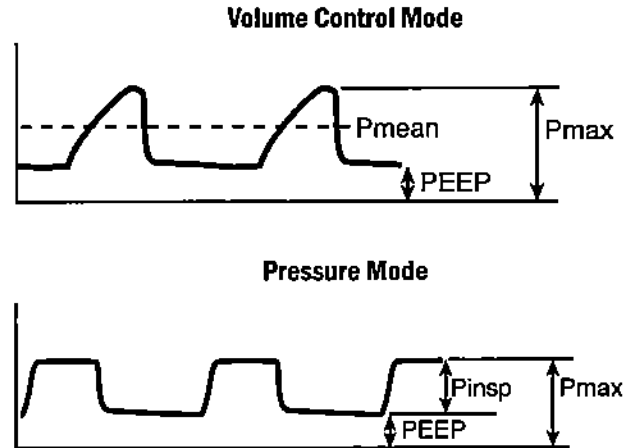 Volume Control Mode
Pmean
Pmax
PEEP
Pressure Mode
Pinsp
Pmax
PEEP